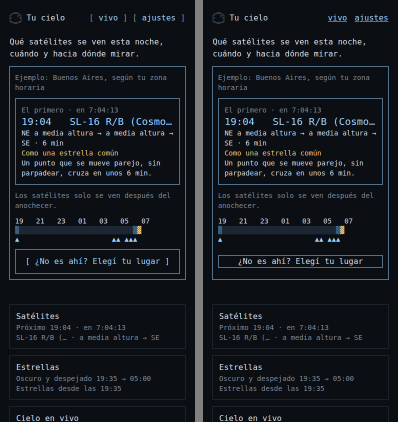 Tu cielo [ vivo ] [ ajustes ]
Qué satélites se ven esta noche,
cuándo y hacia dónde mirar.
Ejemplo: Buenos Aires, según tu zona
horaria
El primero · en 7:04:13
19:04 SL-16 R/B (Cosmo…
NE a media altura → a media altura →
SE · 6 min
Como una estrella común
Un punto que se mueve parejo, sin
parpadear, cruza en unos 6 min.
Los satélites solo se ven después del
anochecer.
19 21 23 01 03 05 07
[ ¿No es ahí? Elegí tu lugar ]
Satélites
Próximo 19:04 · en 7:04:13
SL-16 R/B (… · a media altura → SE
Estrellas
Oscuro y despejado 19:35 → 05:00
Estrellas desde las 19:35
Cielo en vivo
Tu cielo vivo ajustes
Qué satélites se ven esta noche,
cuándo y hacia dónde mirar.
Ejemplo: Buenos Aires, según tu zona
horaria
El primero · en 7:04:13
19:04 SL-16 R/B (Cosmo…
NE a media altura → a media altura →
SE · 6 min
Como una estrella común
Un punto que se mueve parejo, sin
parpadear, cruza en unos 6 min.
Los satélites solo se ven después del
anochecer.
19 21 23 01 03 05 07
¿No es ahí? Elegí tu lugar
Satélites
Próximo 19:04 · en 7:04:13
SL-16 R/B (… · a media altura → SE
Estrellas
Oscuro y despejado 19:35 → 05:00
Estrellas desde las 19:35
Cielo en vivo